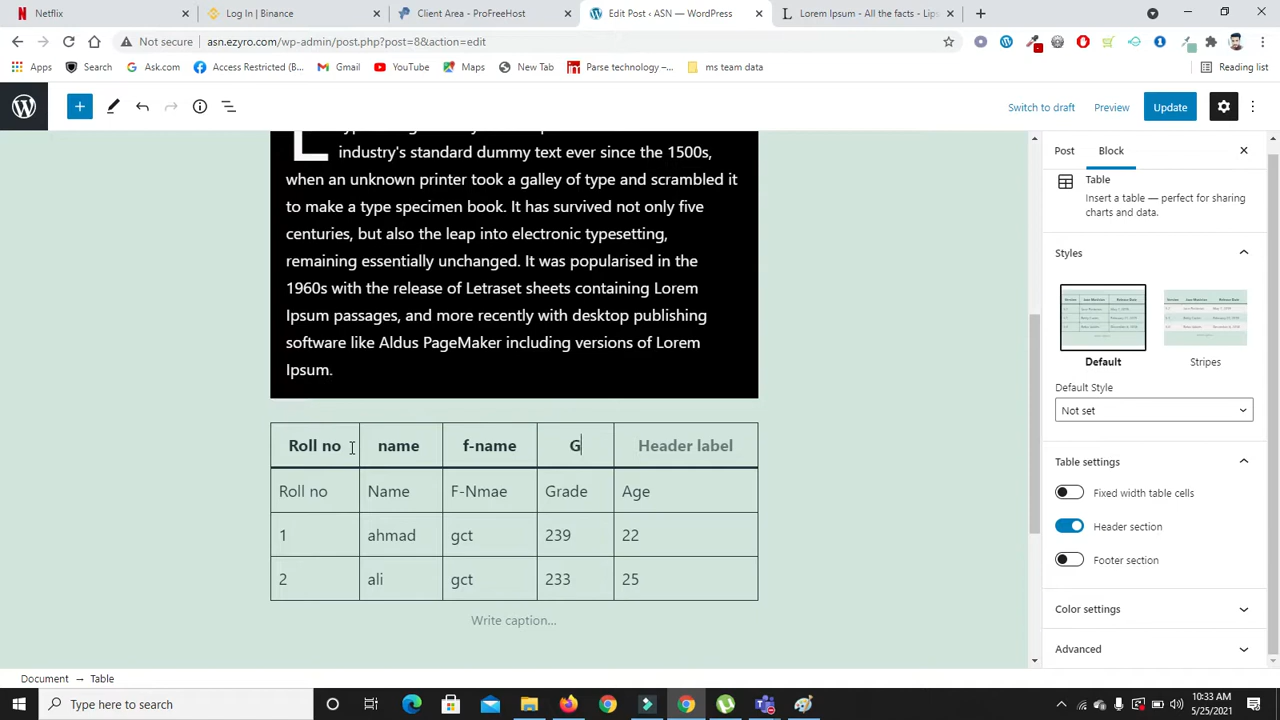 Netflix
Log In | Binance
Client Area - ProFreeHost
Edit Post ‹ ASN — WordPress
Lorem Ipsum - All the facts - Lips
Not secure
asn.ezyro.com/wp-admin/post.php?post=8&action=edit
Apps
Search
Ask.com
Access Restricted (B...
Gmail
YouTube
Maps
New Tab
Parse technology –...
ms team data
Reading list
Switch to draft
Preview
Update
industry's standard dummy text ever since the 1500s,
when an unknown printer took a galley of type and scrambled it
to make a type specimen book. It has survived not only five
centuries, but also the leap into electronic typesetting,
remaining essentially unchanged. It was popularised in the
1960s with the release of Letraset sheets containing Lorem
Ipsum passages, and more recently with desktop publishing
software like Aldus PageMaker including versions of Lorem
Ipsum.
Roll no name f-name G Header label
Roll no Name F-Nmae Grade Age
1 ahmad gct 239 22
2 ali gct 233 25
Write caption...
Post
Block
Table
Insert a table — perfect for sharing
charts and data.
Styles
Default
Stripes
Default Style
Not set
Table settings
Fixed width table cells
Header section
Footer section
Color settings
Advanced
Document → Table
Type here to search
10:33 AM
5/25/2021